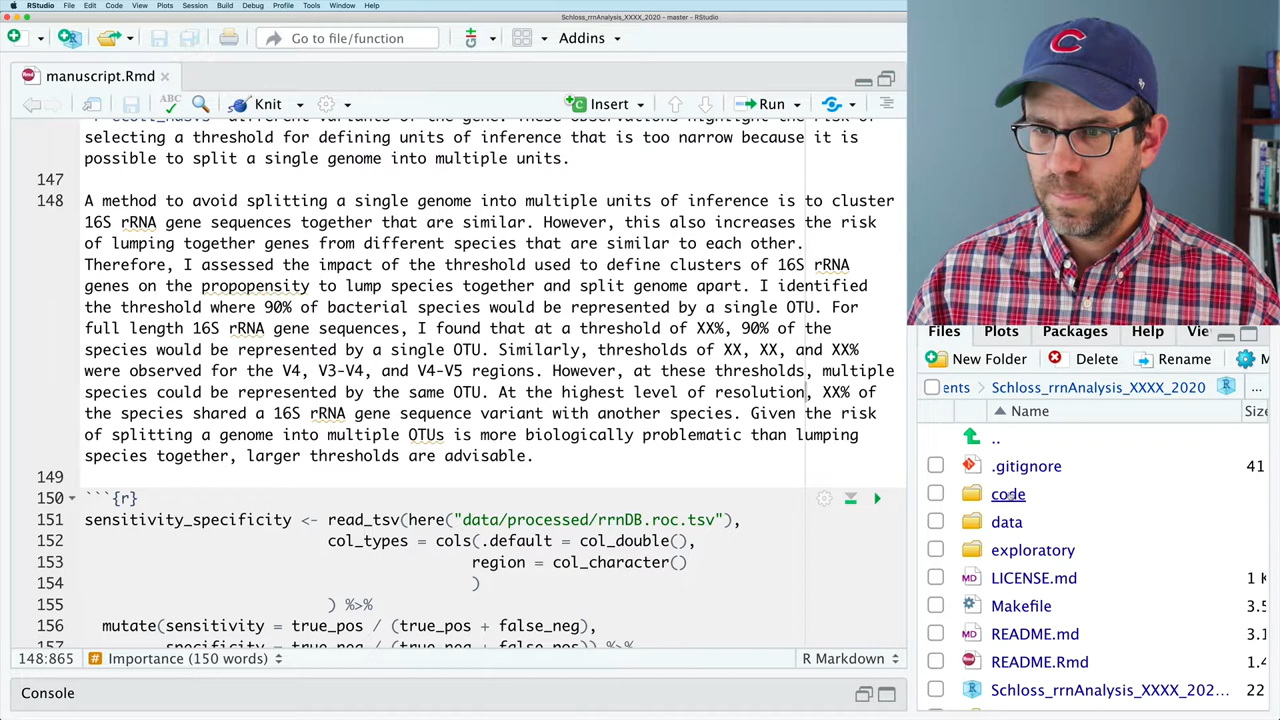 RStudio File Edit Code View Plots Session Build Debug Profile Tools Window Help
Schloss_rrnAnalysis_XXXX_2020 - master - RStudio
Go to file/function Addins
manuscript.Rmd
ABC Knit Insert Run
selecting a threshold for defining units of inference that is too narrow because it is
possible to split a single genome into multiple units.
147
148 A method to avoid splitting a single genome into multiple units of inference is to cluster
16S rRNA gene sequences together that are similar. However, this also increases the risk
of lumping together genes from different species that are similar to each other.
Therefore, I assessed the impact of the threshold used to define clusters of 16S rRNA
genes on the propopensity to lump species together and split genome apart. I identified
the threshold where 90% of bacterial species would be represented by a single OTU. For
full length 16S rRNA gene sequences, I found that at a threshold of XX%, 90% of the
species would be represented by a single OTU. Similarly, thresholds of XX, XX, and XX%
were observed for the V4, V3-V4, and V4-V5 regions. However, at these thresholds, multiple
species could be represented by the same OTU. At the highest level of resolution, XX% of
the species shared a 16S rRNA gene sequence variant with another species. Given the risk
of splitting a genome into multiple OTUs is more biologically problematic than lumping
species together, larger thresholds are advisable.
149
150 ```{r}
151 sensitivity_specificity <- read_tsv(here("data/processed/rrnDB.roc.tsv"),
152 col_types = cols(.default = col_double(),
153 region = col_character()
154 )
155 ) %>%
156 mutate(sensitivity = true_pos / (true_pos + false_neg),
148:865 Importance (150 words) R Markdown
Console
C
Files Plots Packages Help Vie
New Folder Delete Rename M
ents Schloss_rrnAnalysis_XXXX_2020 ...
Name Size
..
.gitignore 41
code
data
exploratory
LICENSE.md 1 K
Makefile 3.5
README.md 3.1
README.Rmd 1.4
Schloss_rrnAnalysis_XXXX_202... 22